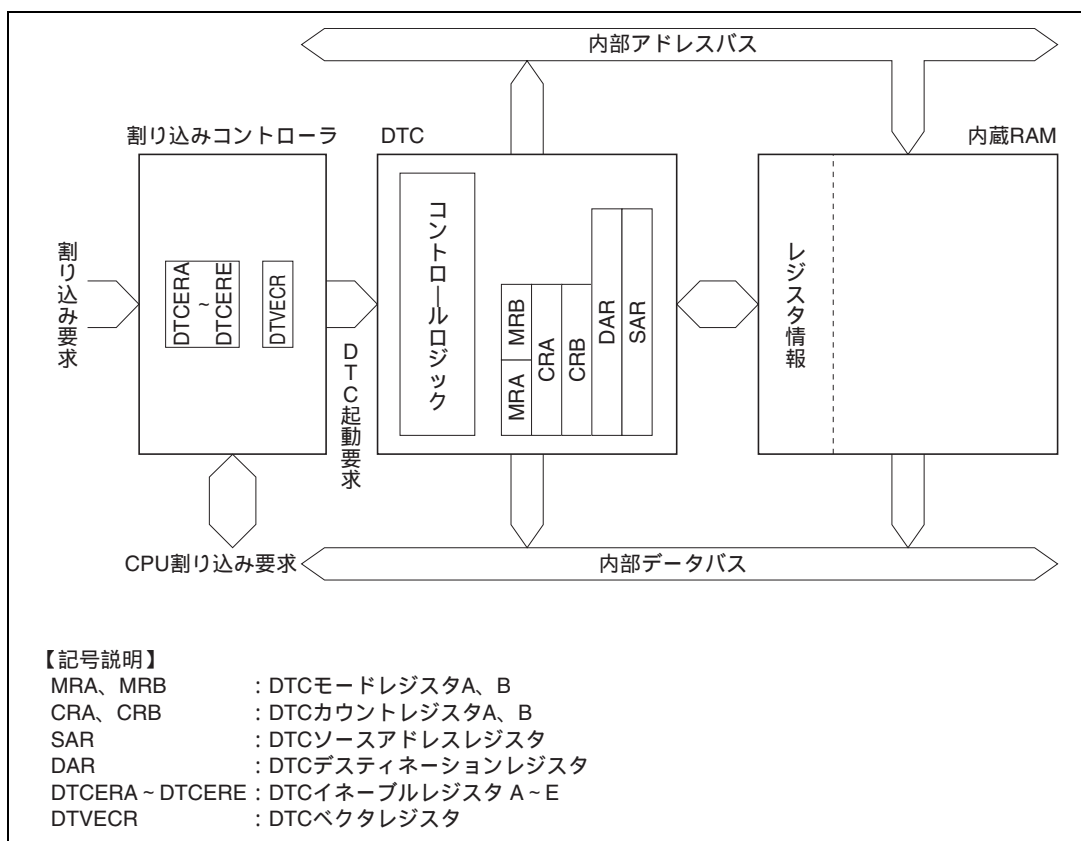 内部アドレスバス
割り込みコントローラ
DTC
内蔵RAM
割り込み要求
DTCERA
~
DTCERE
DTVECR
DTC起動要求
コントロールロジック
MRA
MRB
CRA
CRB
DAR
SAR
レジスタ情報
CPU割り込み要求
内部データバス
【記号説明】
MRA、MRB : DTCモードレジスタA、B
CRA、CRB : DTCカウントレジスタA、B
SAR : DTCソースアドレスレジスタ
DAR : DTCデスティネーションレジスタ
DTCERA~DTCERE : DTCイネーブルレジスタ A~E
DTVECR : DTCベクタレジスタ